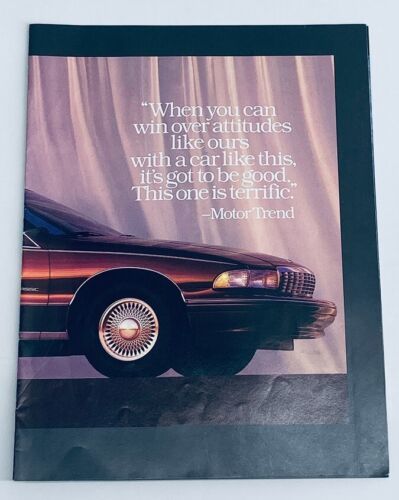 “When you can
win over attitudes
like ours
with a car like this,
it’s got to be good.
This one is terrific.”
—Motor Trend